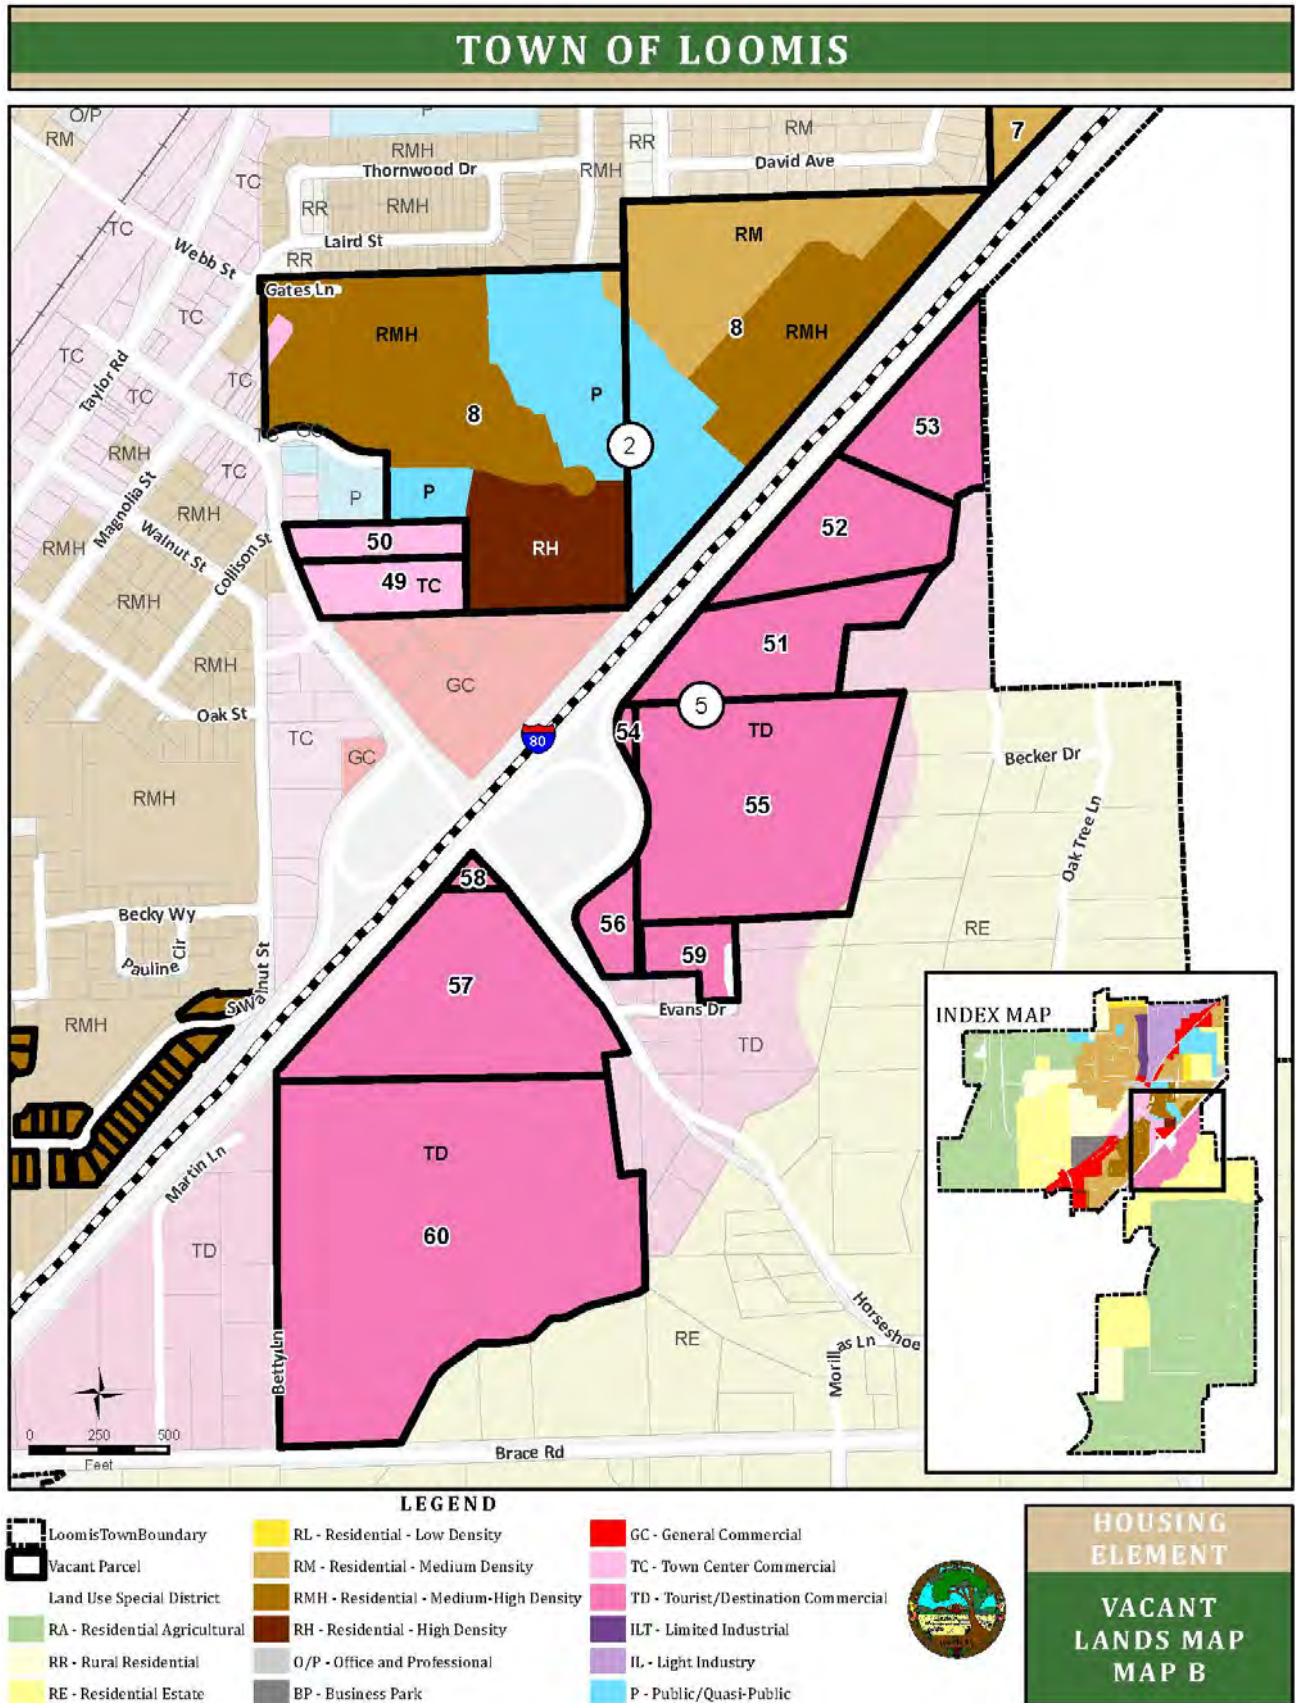 TOWN OF LOOMIS
O/P
P
RM
RM
7
RMH
RR
David Ave
Thornwood Dr
RMH
TC
RR
RMH
TC
Laird St
RM
Webb St
RR
Gates Ln
TC
RMH
8
RMH
TC
Taylor Rd
TC
TC
P
8
53
TC
GC
2
RMH
TC
P
P
Magnolia St
RMH
52
Walnut St
50
RH
RMH
Collison St
49
TC
RMH
51
RMH
GC
5
Oak St
TC
54
TD
80
GC
Becker Dr
RMH
55
Oak Tree Ln
58
Becky Wy
56
RE
Pauline Cir
59
S Walnut St
57
Evans Dr
RMH
TD
INDEX MAP
TD
Martin Ln
60
TD
Horseshoe
RE
Morillas Ln
Betty Ln
0 250 500
Feet
Brace Rd
LEGEND
LoomisTownBoundary
Vacant Parcel
Land Use Special District
RA - Residential Agricultural
RR - Rural Residential
RE - Residential Estate
RL - Residential - Low Density
RM - Residential - Medium Density
RMH - Residential - Medium-High Density
RH - Residential - High Density
O/P - Office and Professional
BP - Business Park
GC - General Commercial
TC - Town Center Commercial
TD - Tourist/Destination Commercial
ILT - Limited Industrial
IL - Light Industry
P - Public/Quasi-Public
HOUSING
ELEMENT
VACANT
LANDS MAP
MAP B